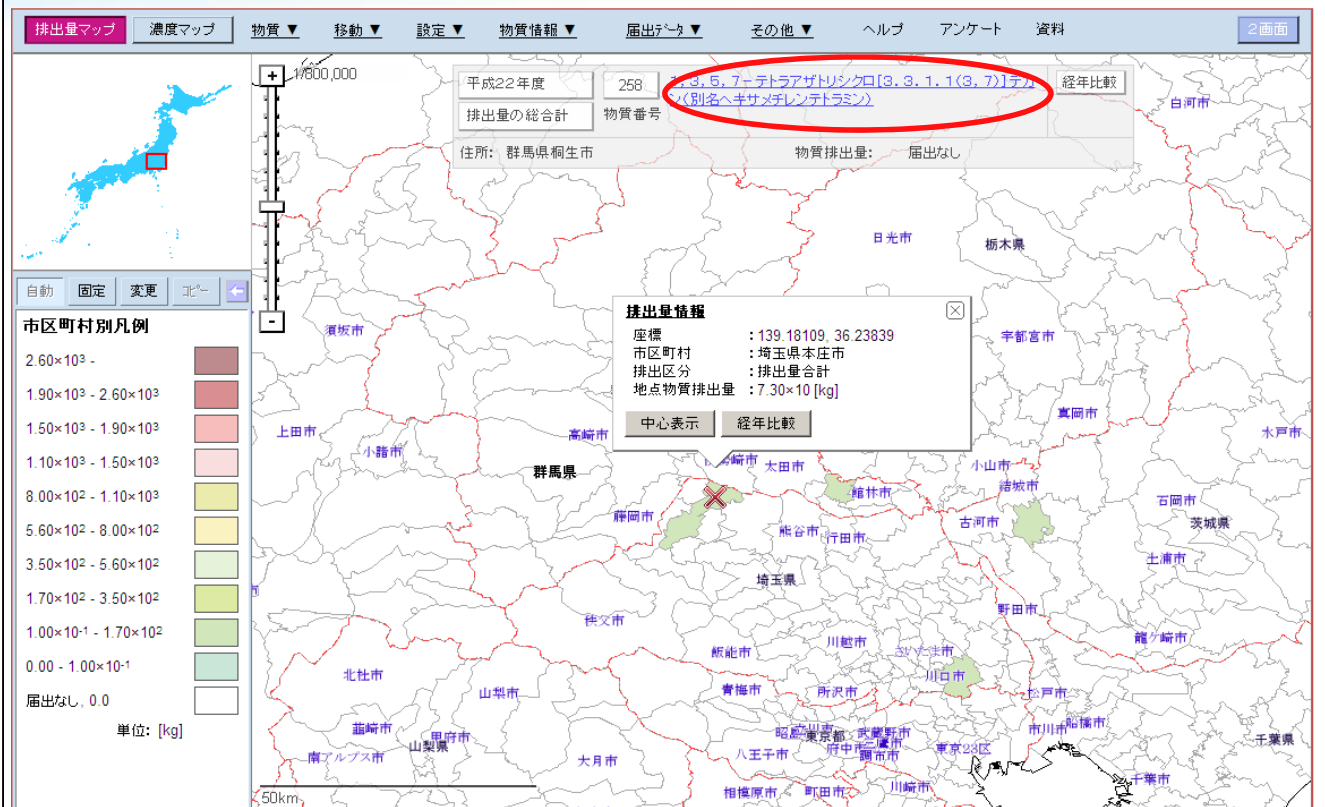 排出量マップ 濃度マップ 物質 ▼ 移動 ▼ 設定 ▼ 物質情報 ▼ 届出ﾃﾞｰﾀ ▼ その他 ▼ ヘルプ アンケート 資料 2画面
+ 1/800,000
平成22年度 258 1,3,5,7-テトラアザトリシクロ[3.3.1.1(3,7)]デカ 経年比較
ン(別名ヘキサメチレンテトラミン)
排出量の総合計 物質番号
住所: 群馬県桐生市 物質排出量: 届出なし
白河市
日光市
栃木県
自動 固定 変更 ｺﾋﾟｰ
-
市区町村別凡例
2.60×10³ -
1.90×10³ - 2.60×10³
1.50×10³ - 1.90×10³
1.10×10³ - 1.50×10³
8.00×10² - 1.10×10³
5.60×10² - 8.00×10²
3.50×10² - 5.60×10²
1.70×10² - 3.50×10²
1.00×10⁻¹ - 1.70×10²
0.00 - 1.00×10⁻¹
届出なし, 0.0
単位: [kg]
排出量情報
座標 : 139.18109, 36.23839
市区町村 : 埼玉県本庄市
排出区分 : 排出量合計
地点物質排出量 : 7.30×10 [kg]
中心表示 経年比較
須坂市
宇都宮市
真岡市
上田市
高崎市
水戸市
小諸市
群馬県
太田市
小山市
結城市
館林市
石岡市
藤岡市
古河市
茨城県
熊谷市
行田市
土浦市
埼玉県
野田市
秩父市
龍ケ崎市
川越市
飯能市
さいたま市
北杜市
川口市
山梨市
青梅市
所沢市
松戸市
韮崎市
甲府市
山梨県
東京都
武蔵野市
市川市
船橋市
千葉県
南アルプス市
大月市
八王子市
府中市
三鷹市
調布市
東京23区
千葉市
相模原市
町田市
川崎市
50km